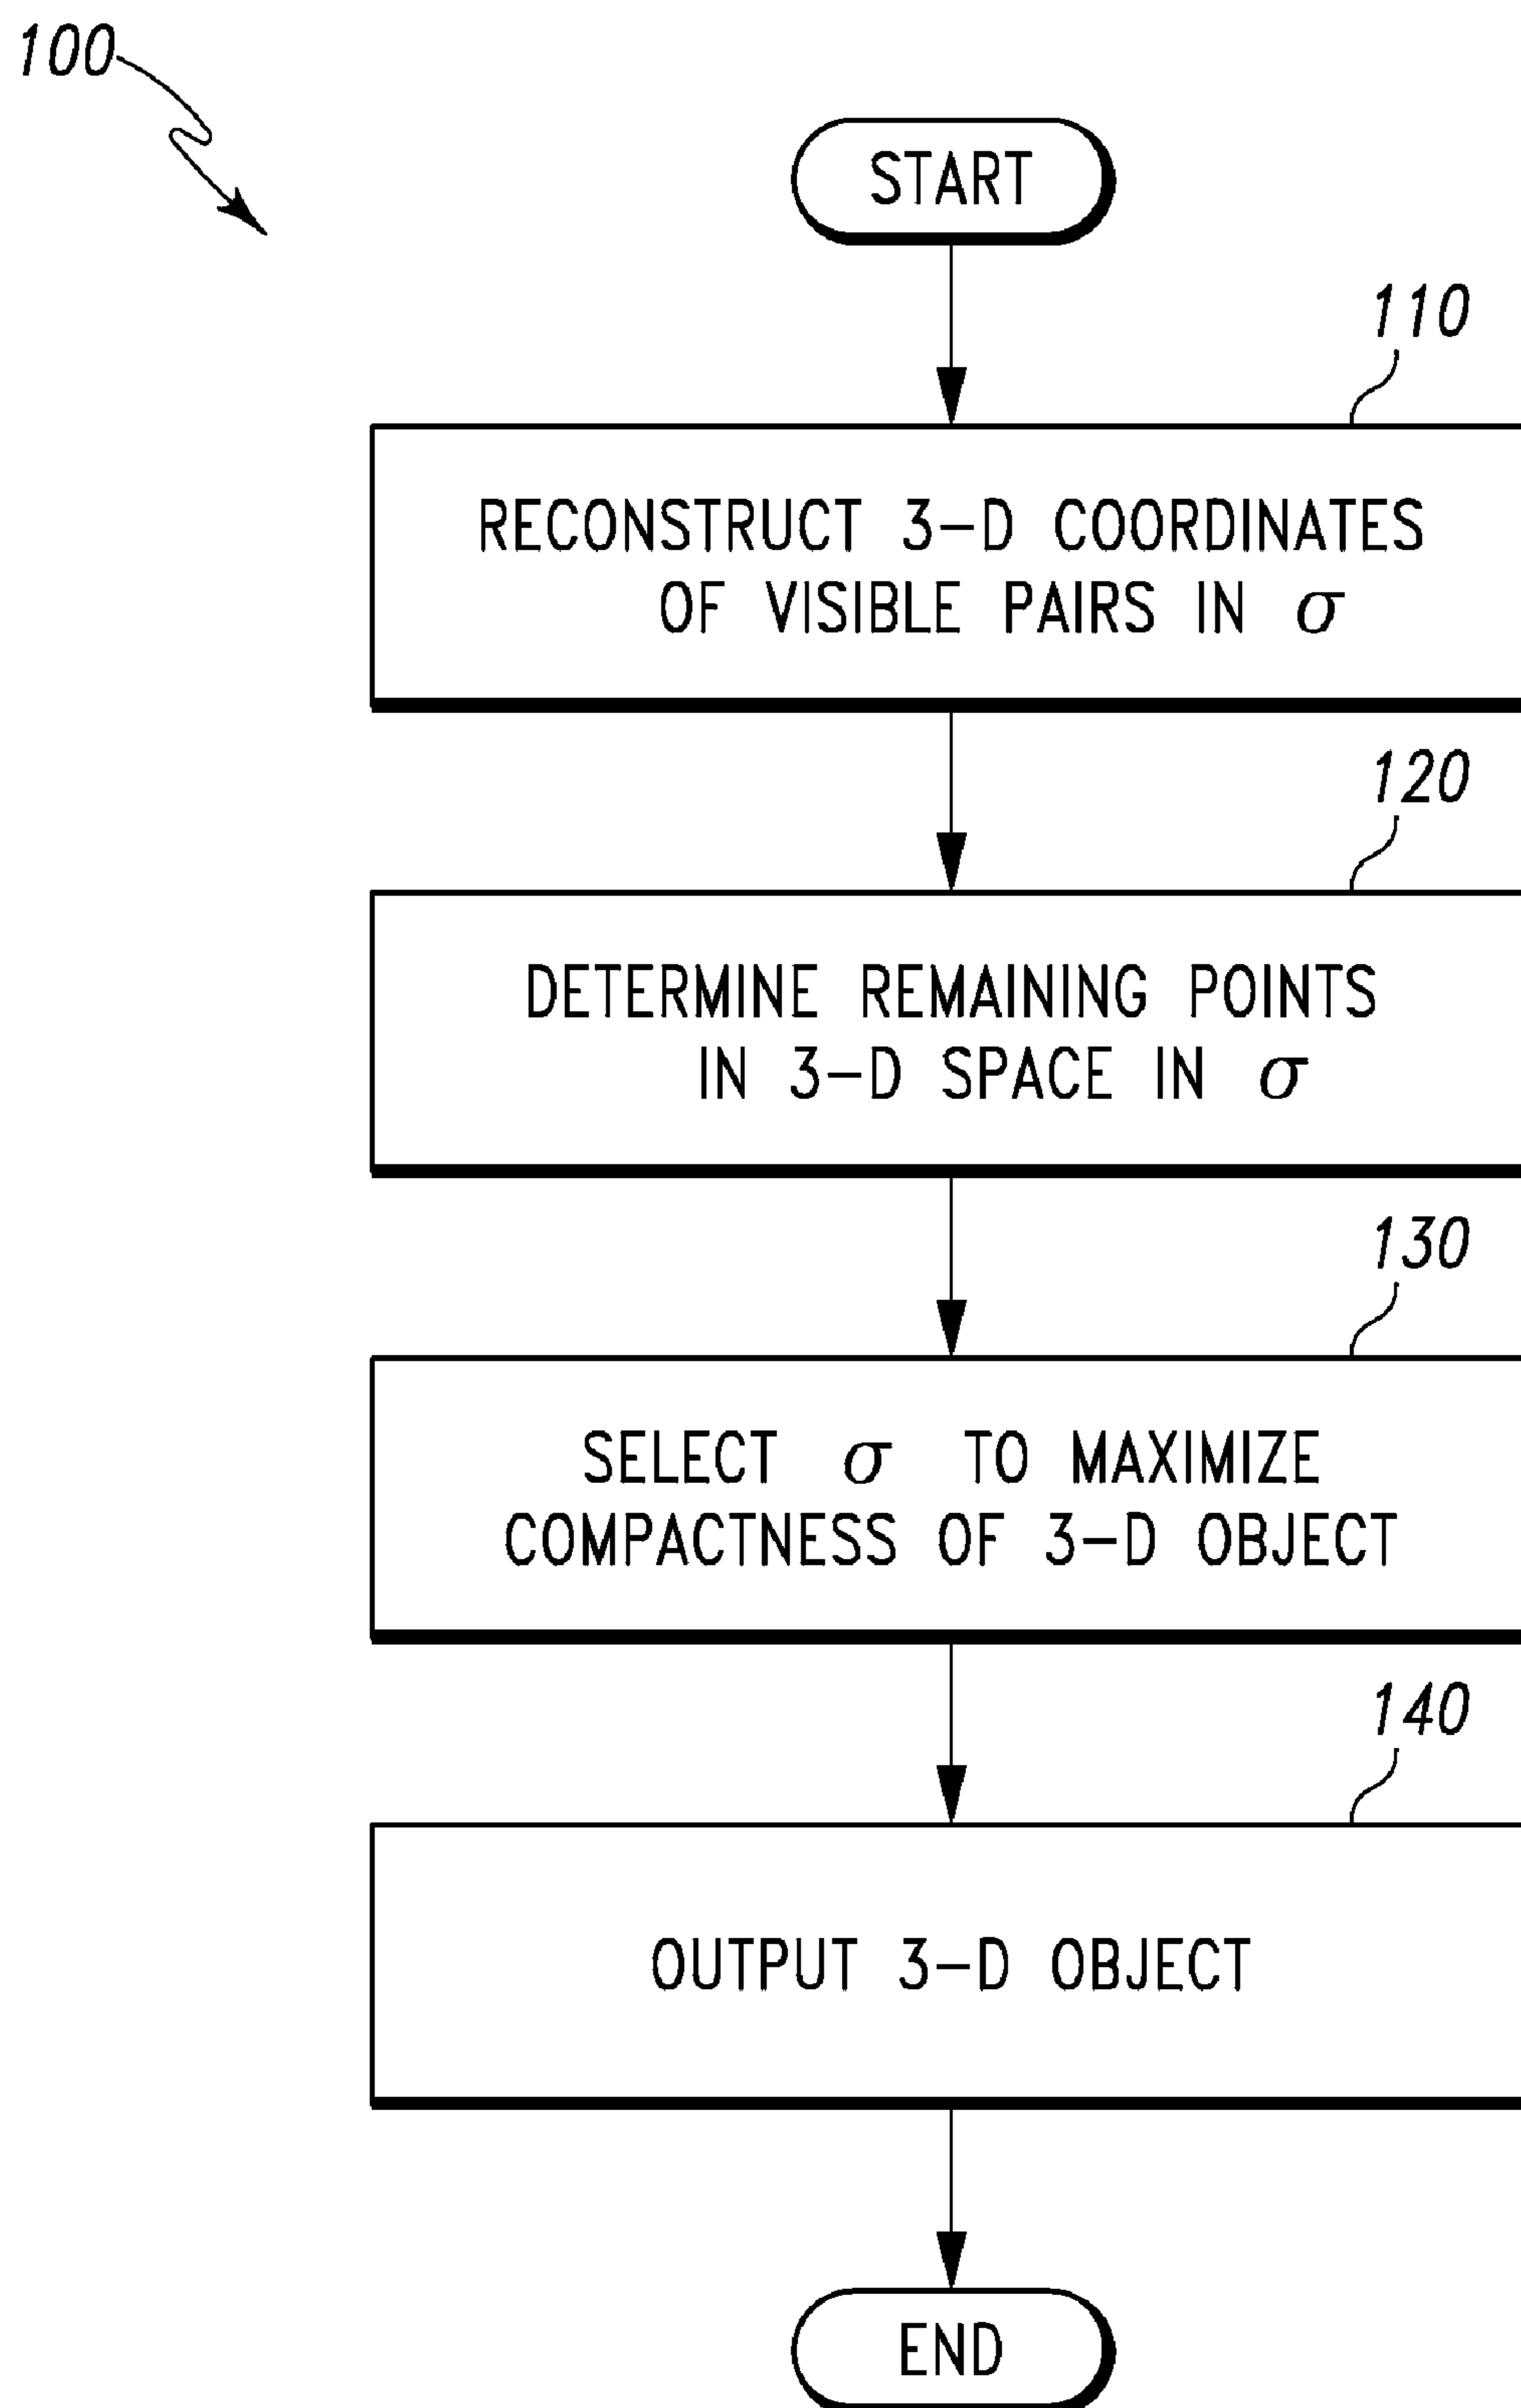 100
START
110
RECONSTRUCT 3-D COORDINATES
OF VISIBLE PAIRS IN σ
120
DETERMINE REMAINING POINTS
IN 3-D SPACE IN σ
130
SELECT σ TO MAXIMIZE
COMPACTNESS OF 3-D OBJECT
140
OUTPUT 3-D OBJECT
END